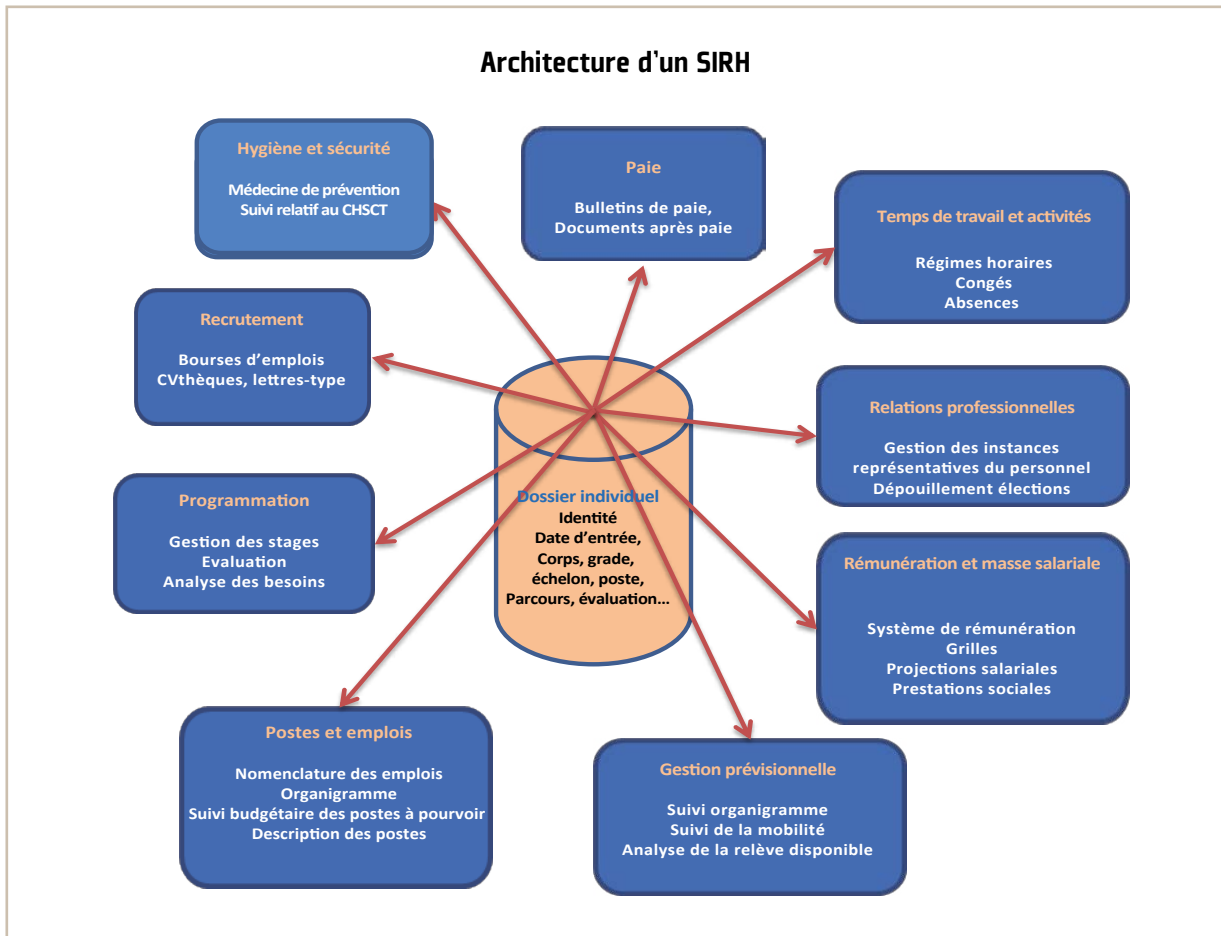 Architecture d'un SIRH
Hygiène et sécurité
Médecine de prévention
Suivi relatif au CHSCT
Paie
Bulletins de paie,
Documents après paie
Temps de travail et activités
Régimes horaires
Congés
Absences
Recrutement
Bourses d'emplois
CVthèques, lettres-type
Relations professionnelles
Gestion des instances
représentatives du personnel
Dépouillement élections
Programmation
Gestion des stages
Evaluation
Analyse des besoins
Dossier individuel
Identité
Date d'entrée,
Corps, grade,
échelon, poste,
Parcours, évaluation...
Rémunération et masse salariale
Système de rémunération
Grilles
Projections salariales
Prestations sociales
Postes et emplois
Nomenclature des emplois
Organigramme
Suivi budgétaire des postes à pourvoir
Description des postes
Gestion prévisionnelle
Suivi organigramme
Suivi de la mobilité
Analyse de la relève disponible